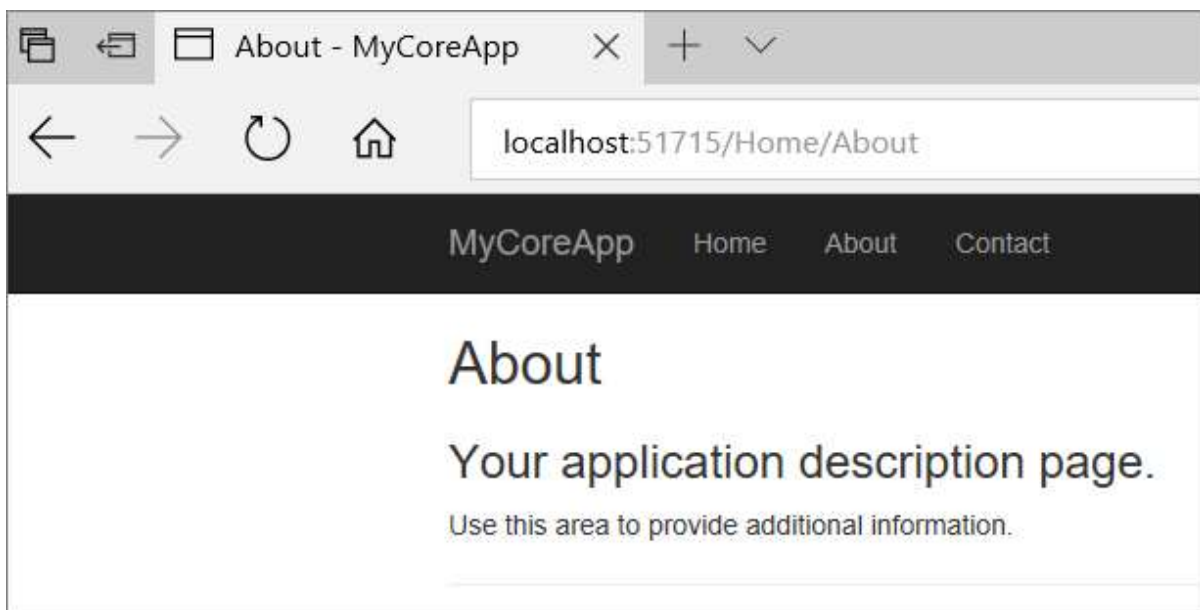 About - MyCoreApp
localhost:51715/Home/About
MyCoreApp Home About Contact
About
Your application description page.
Use this area to provide additional information.